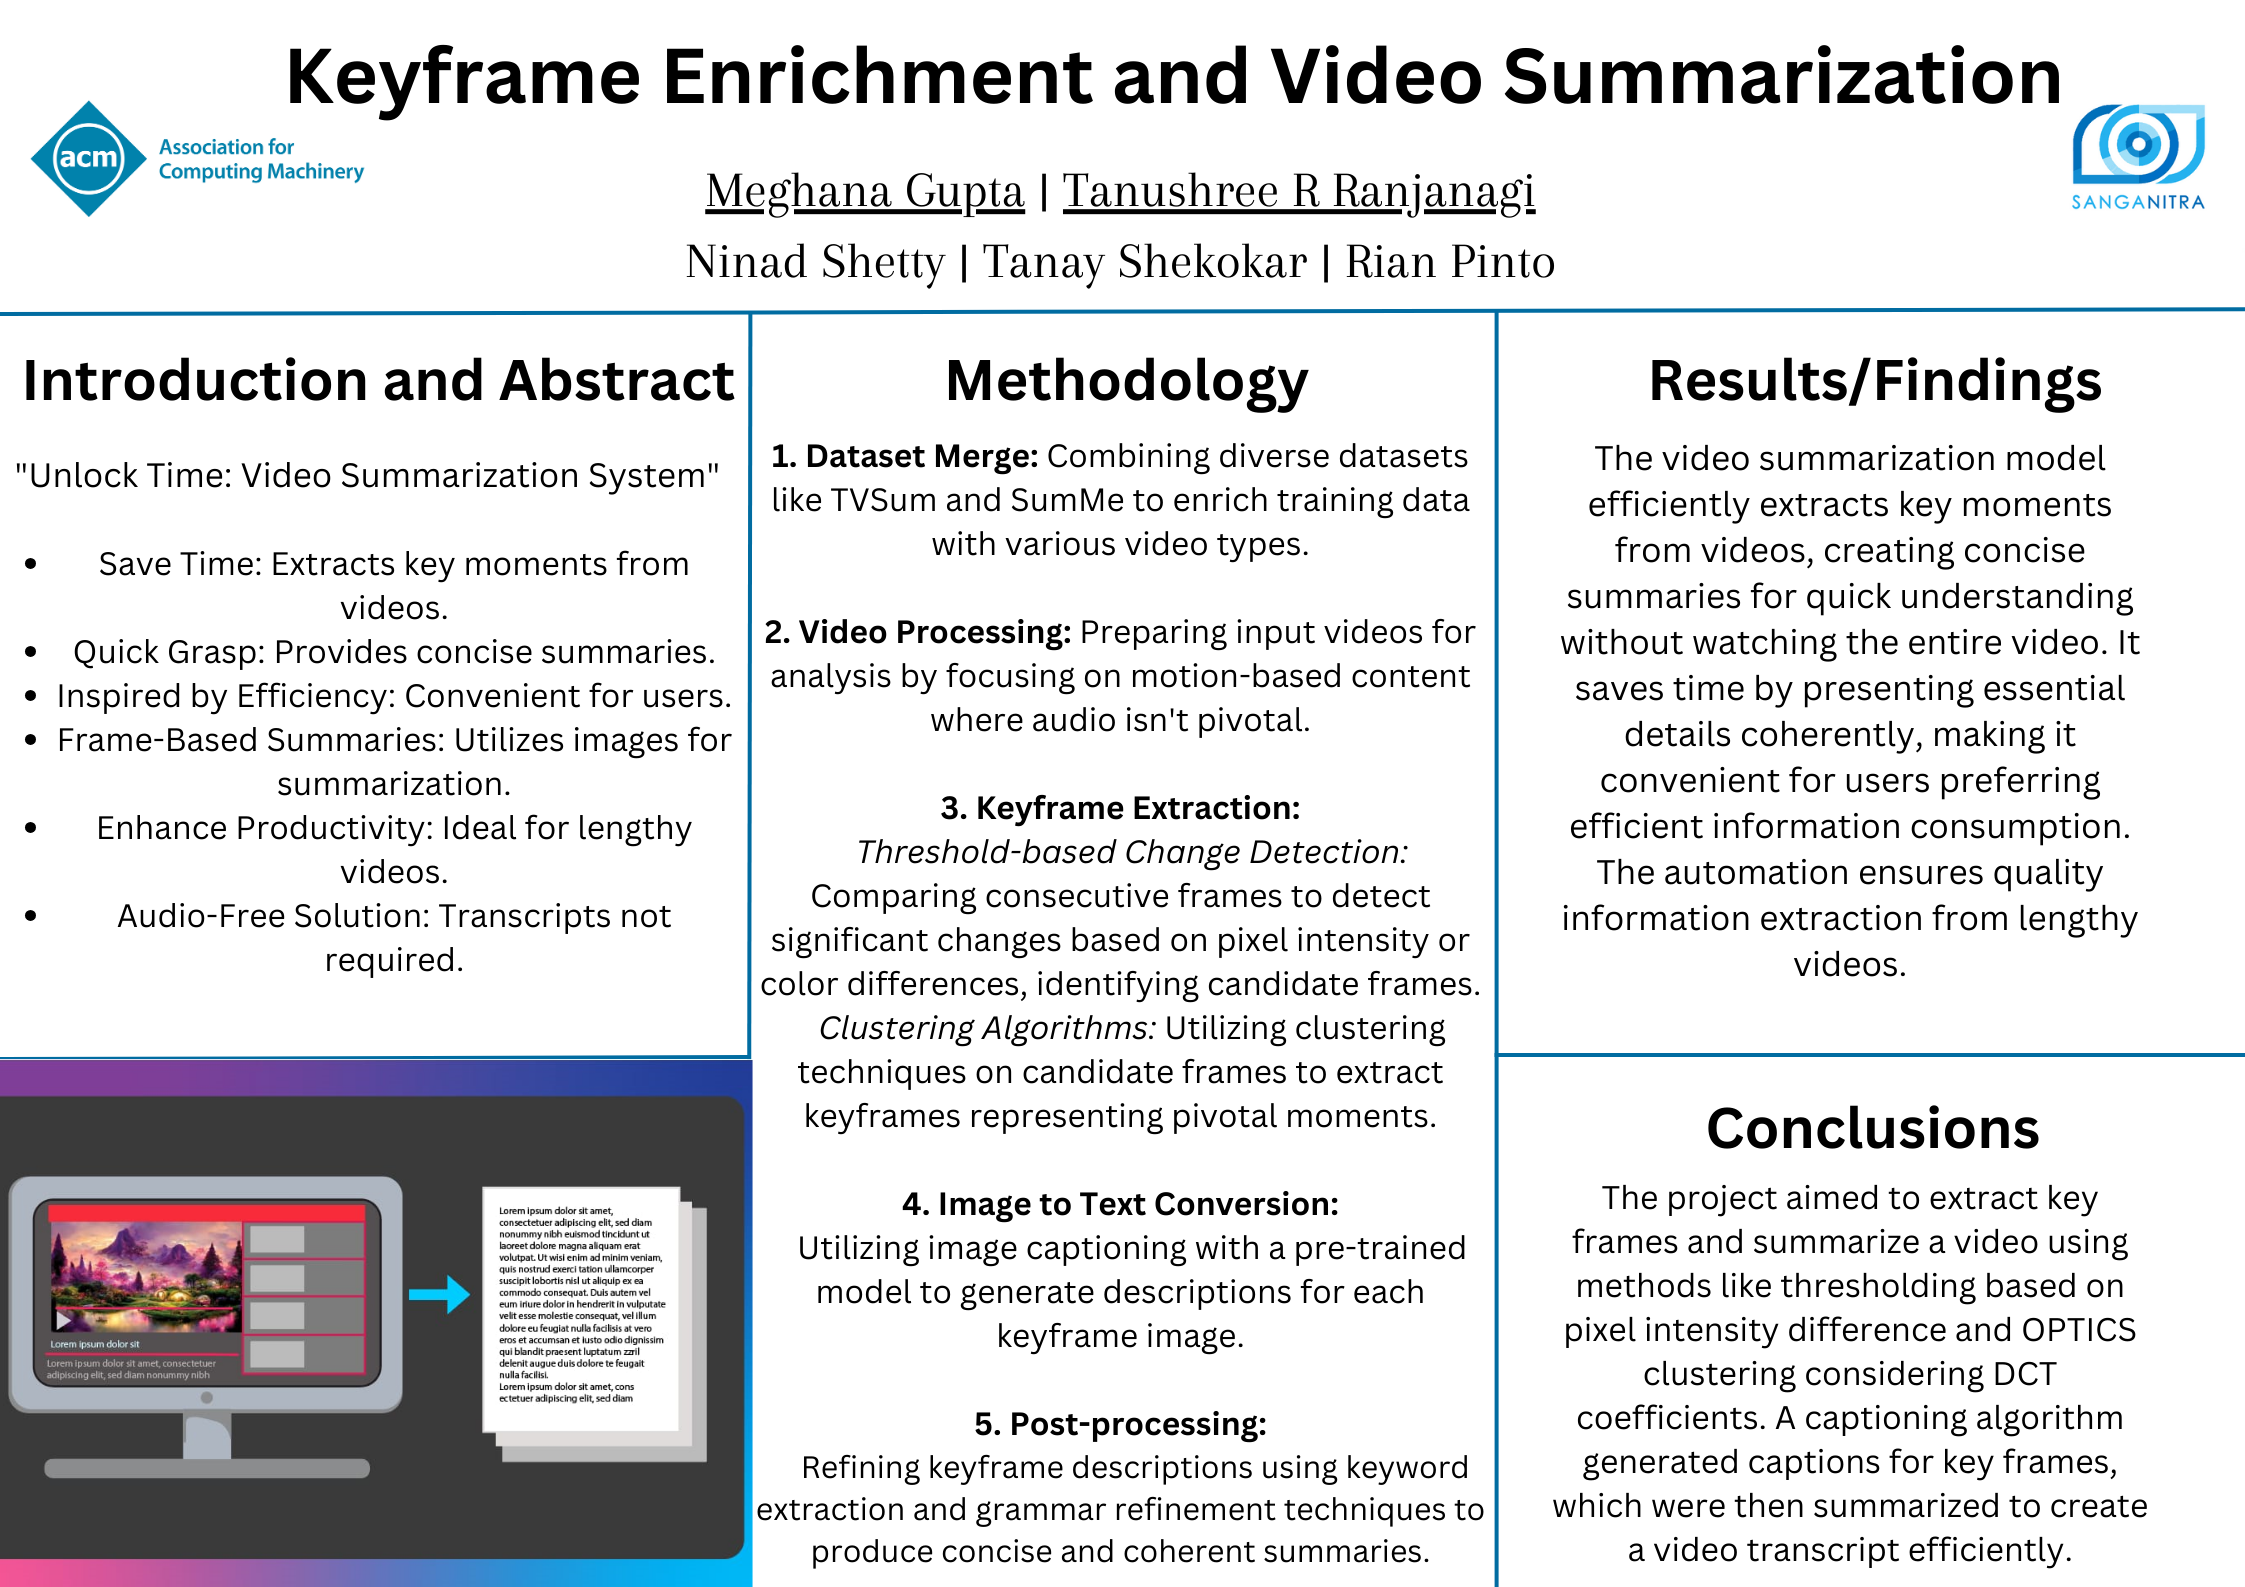 Keyframe Enrichment and Video Summarization
acm
Association for
Computing Machinery
SANGANITRA
Meghana Gupta | Tanushree R Ranjanagi
Ninad Shetty | Tanay Shekokar | Rian Pinto
Introduction and Abstract
"Unlock Time: Video Summarization System"
• Save Time: Extracts key moments from
videos.
• Quick Grasp: Provides concise summaries.
• Inspired by Efficiency: Convenient for users.
• Frame-Based Summaries: Utilizes images for
summarization.
• Enhance Productivity: Ideal for lengthy
videos.
• Audio-Free Solution: Transcripts not
required.
Lorem ipsum dolor sit
Lorem ipsum dolor sit amet, consectetuer
adipiscing elit, sed diam nonummy nibh
Lorem ipsum dolor sit amet,
consectetuer adipiscing elit, sed diam
nonummy nibh euismod tincidunt ut
laoreet dolore magna aliquam erat
volutpat. Ut wisi enim ad minim veniam,
quis nostrud exerci tation ullamcorper
suscipit lobortis nisl ut aliquip ex ea
commodo consequat. Duis autem vel
eum iriure dolor in hendrerit in vulputate
velit esse molestie consequat, vel illum
dolore eu feugiat nulla facilisis at vero
eros et accumsan et iusto odio dignissim
qui blandit praesent luptatum zzril
delenit augue duis dolore te feugait
nulla facilisi.
Lorem ipsum dolor sit amet, cons
ectetuer adipiscing elit, sed diam
Methodology
1. Dataset Merge: Combining diverse datasets
like TVSum and SumMe to enrich training data
with various video types.
2. Video Processing: Preparing input videos for
analysis by focusing on motion-based content
where audio isn't pivotal.
3. Keyframe Extraction:
Threshold-based Change Detection:
Comparing consecutive frames to detect
significant changes based on pixel intensity or
color differences, identifying candidate frames.
Clustering Algorithms: Utilizing clustering
techniques on candidate frames to extract
keyframes representing pivotal moments.
4. Image to Text Conversion:
Utilizing image captioning with a pre-trained
model to generate descriptions for each
keyframe image.
5. Post-processing:
Refining keyframe descriptions using keyword
extraction and grammar refinement techniques to
produce concise and coherent summaries.
Results/Findings
The video summarization model
efficiently extracts key moments
from videos, creating concise
summaries for quick understanding
without watching the entire video. It
saves time by presenting essential
details coherently, making it
convenient for users preferring
efficient information consumption.
The automation ensures quality
information extraction from lengthy
videos.
Conclusions
The project aimed to extract key
frames and summarize a video using
methods like thresholding based on
pixel intensity difference and OPTICS
clustering considering DCT
coefficients. A captioning algorithm
generated captions for key frames,
which were then summarized to create
a video transcript efficiently.